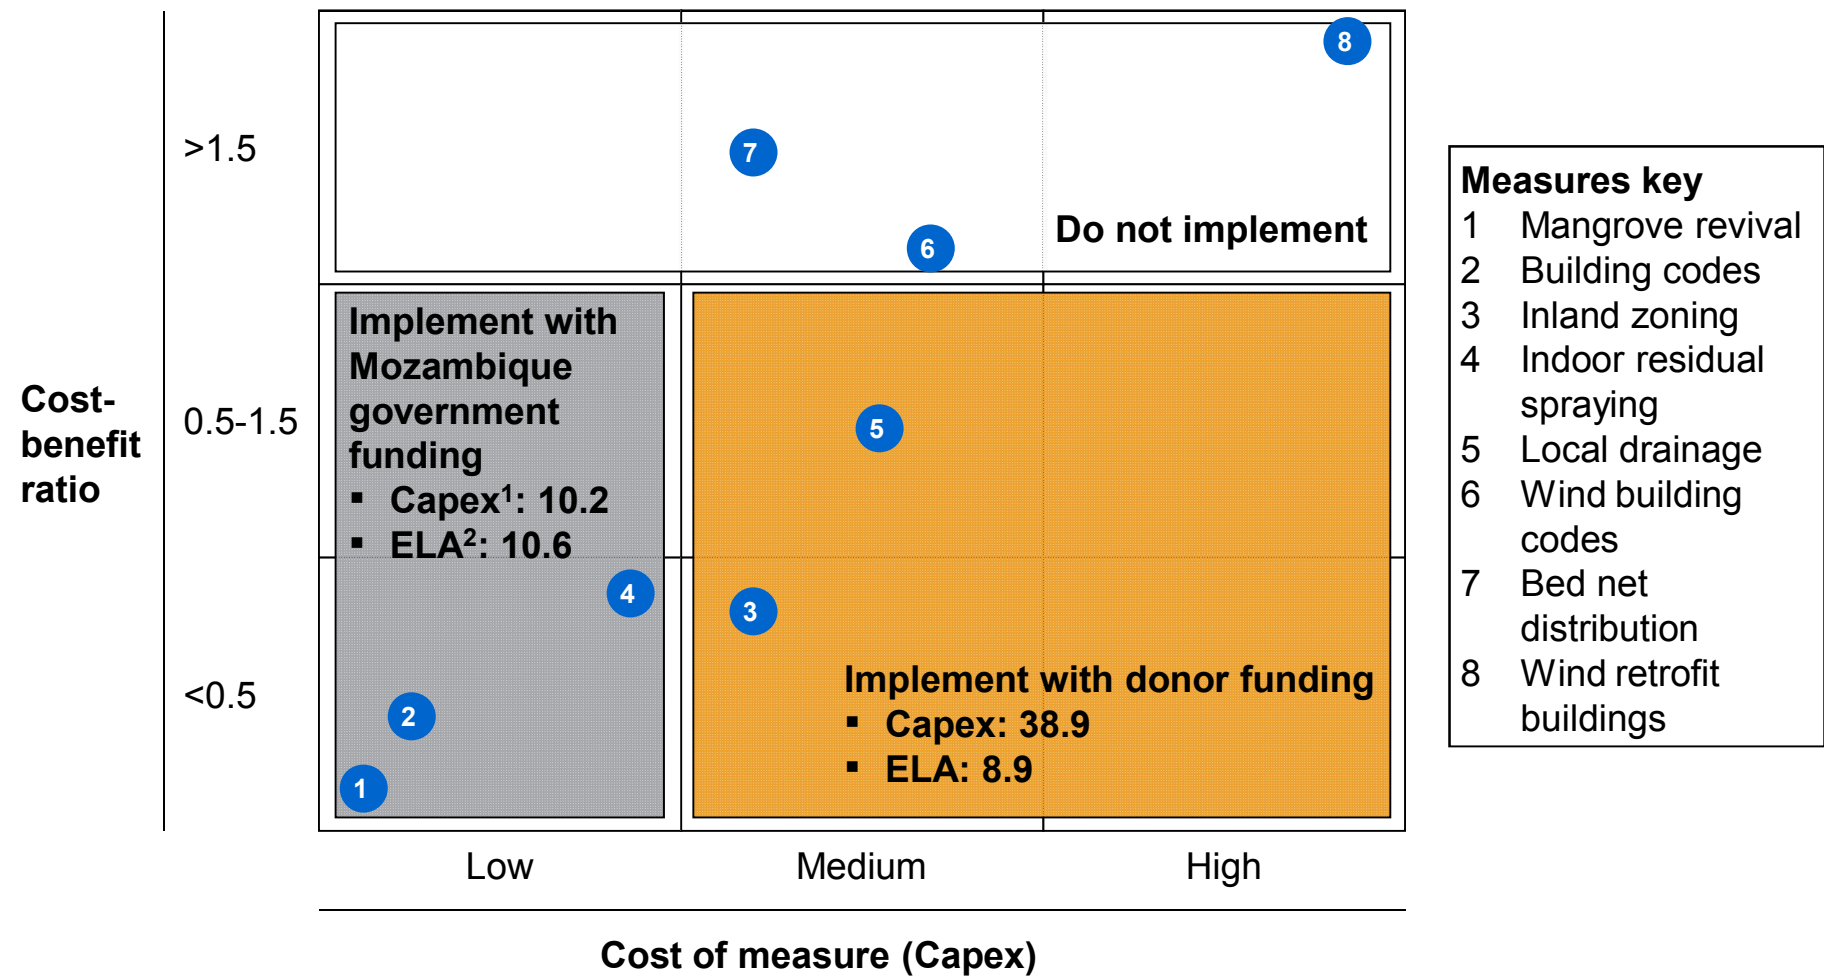 8
>1.5
7
6
Do not implement
Implement with
Mozambique
government
funding
▪ Capex¹: 10.2
▪ ELA²: 10.6
Cost-
benefit
ratio
0.5-1.5
5
4
3
<0.5
2
1
Implement with donor funding
▪ Capex: 38.9
▪ ELA: 8.9
Low
Medium
High
Cost of measure (Capex)
Measures key
1 Mangrove revival
2 Building codes
3 Inland zoning
4 Indoor residual
spraying
5 Local drainage
6 Wind building
codes
7 Bed net
distribution
8 Wind retrofit
buildings